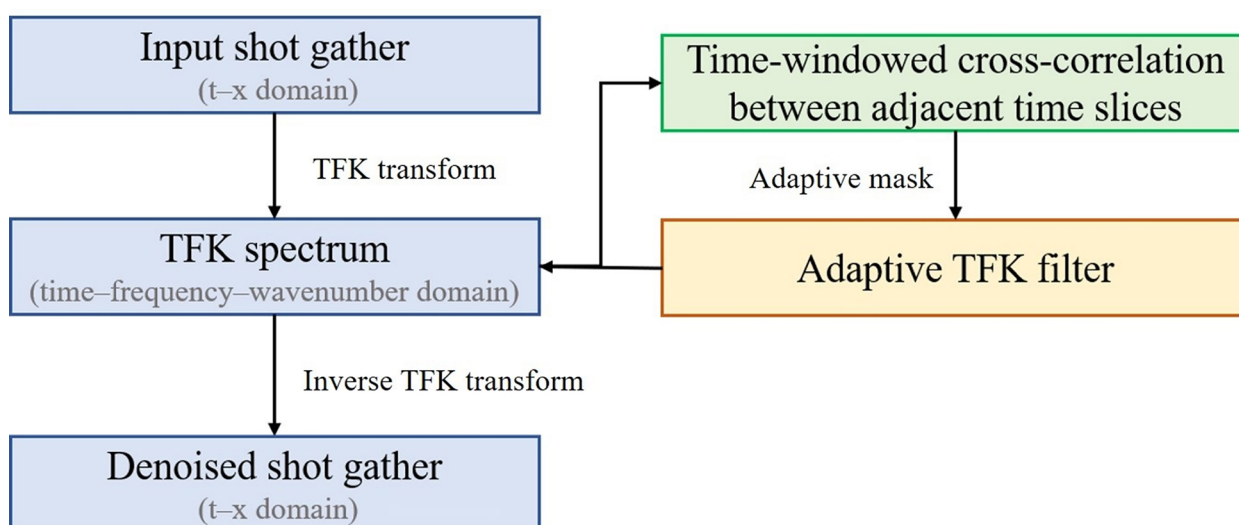 Input shot gather
(t–x domain)
TFK transform
TFK spectrum
(time–frequency–wavenumber domain)
Inverse TFK transform
Denoised shot gather
(t–x domain)
Time-windowed cross-correlation
between adjacent time slices
Adaptive mask
Adaptive TFK filter